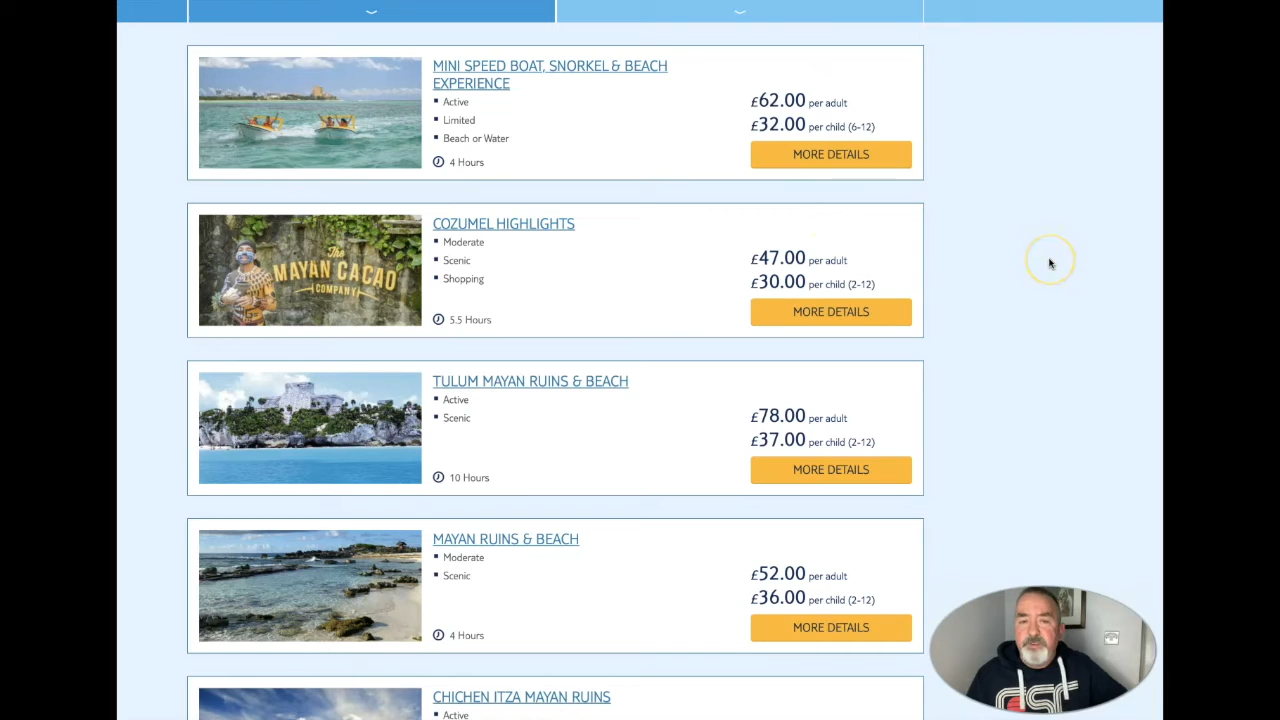 MINI SPEED BOAT, SNORKEL & BEACH
EXPERIENCE
Active
Limited
Beach or Water
4 Hours
£62.00 per adult
£32.00 per child (6-12)
MORE DETAILS
The
MAYAN CACAO
COMPANY
COZUMEL HIGHLIGHTS
Moderate
Scenic
Shopping
5.5 Hours
£47.00 per adult
£30.00 per child (2-12)
MORE DETAILS
TULUM MAYAN RUINS & BEACH
Active
Scenic
10 Hours
£78.00 per adult
£37.00 per child (2-12)
MORE DETAILS
MAYAN RUINS & BEACH
Moderate
Scenic
4 Hours
£52.00 per adult
£36.00 per child (2-12)
MORE DETAILS
CHICHEN ITZA MAYAN RUINS
Active